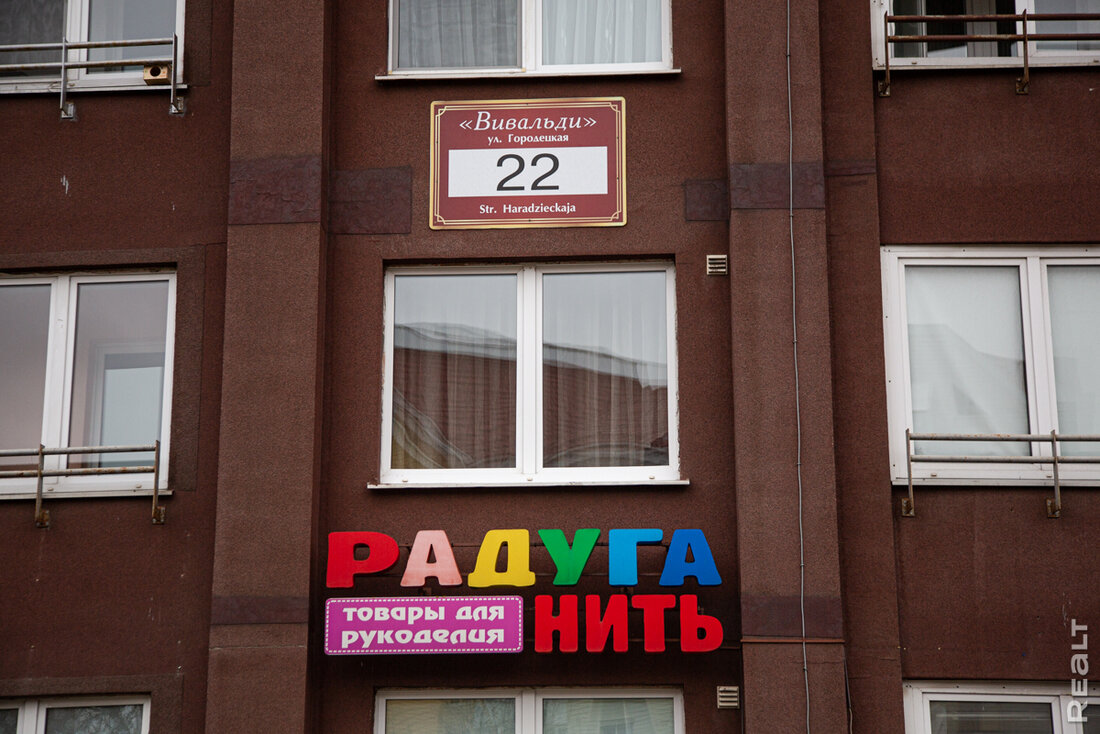 «Вивальди»
ул. Городецкая
22
Str. Haradzieckaja
РАДУГА
товары для
рукоделия
НИТЬ
Realt